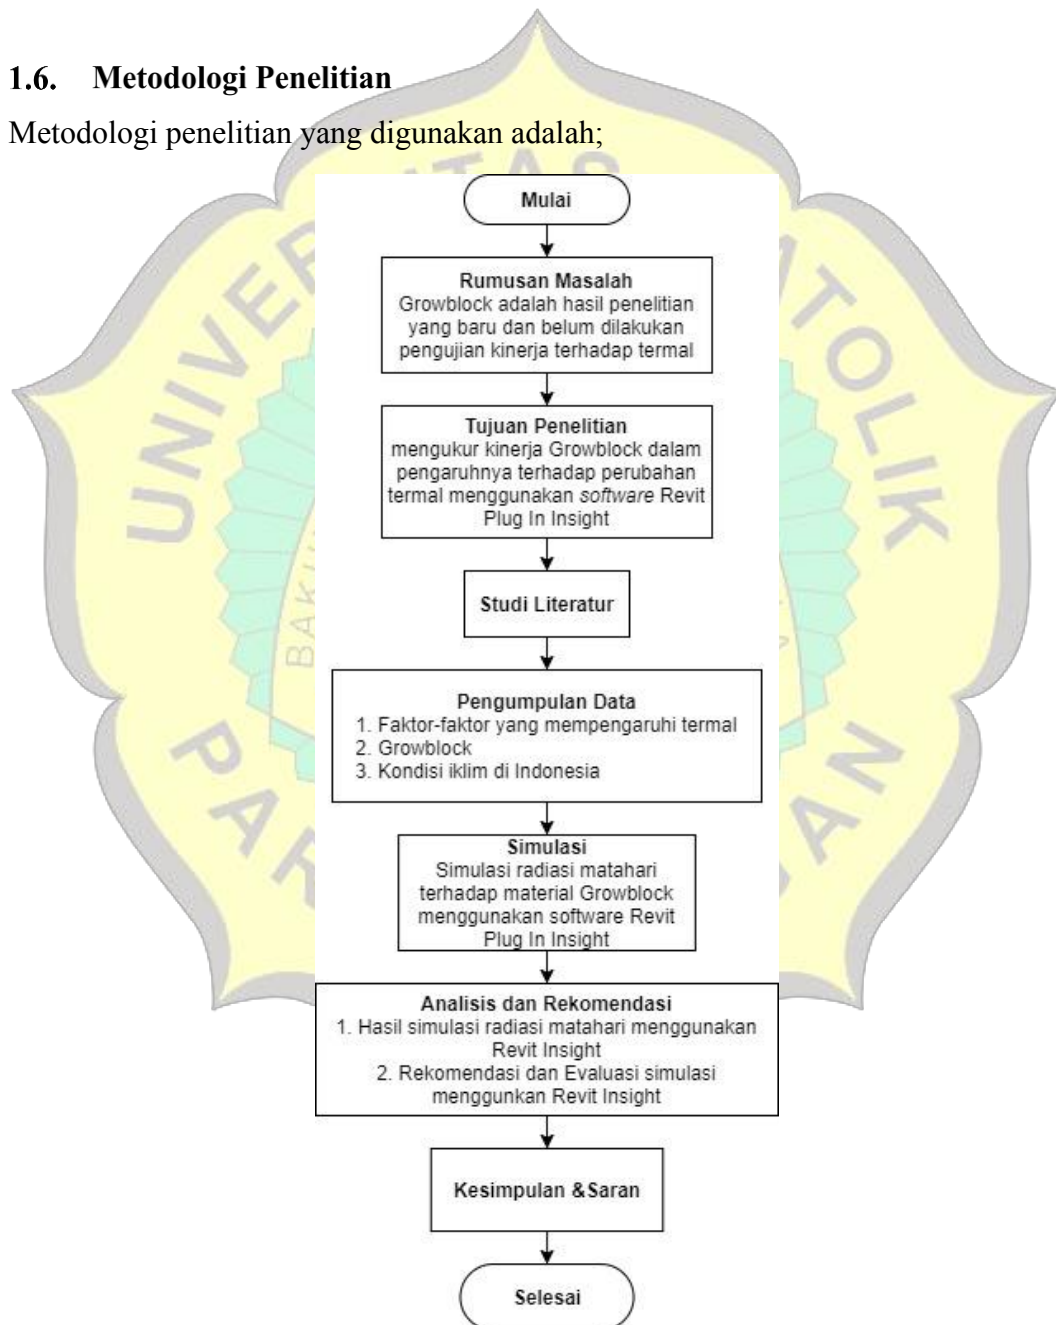 1.6. Metodologi Penelitian
Metodologi penelitian yang digunakan adalah;
Mulai
Rumusan Masalah
Growblock adalah hasil penelitian
yang baru dan belum dilakukan
pengujian kinerja terhadap termal
Tujuan Penelitian
mengukur kinerja Growblock dalam
pengaruhnya terhadap perubahan
termal menggunakan software Revit
Plug In Insight
Studi Literatur
Pengumpulan Data
1. Faktor-faktor yang mempengaruhi termal
2. Growblock
3. Kondisi iklim di Indonesia
Simulasi
Simulasi radiasi matahari
terhadap material Growblock
menggunakan software Revit
Plug In Insight
Analisis dan Rekomendasi
1. Hasil simulasi radiasi matahari menggunakan
Revit Insight
2. Rekomendasi dan Evaluasi simulasi
menggunkan Revit Insight
Kesimpulan &Saran
Selesai